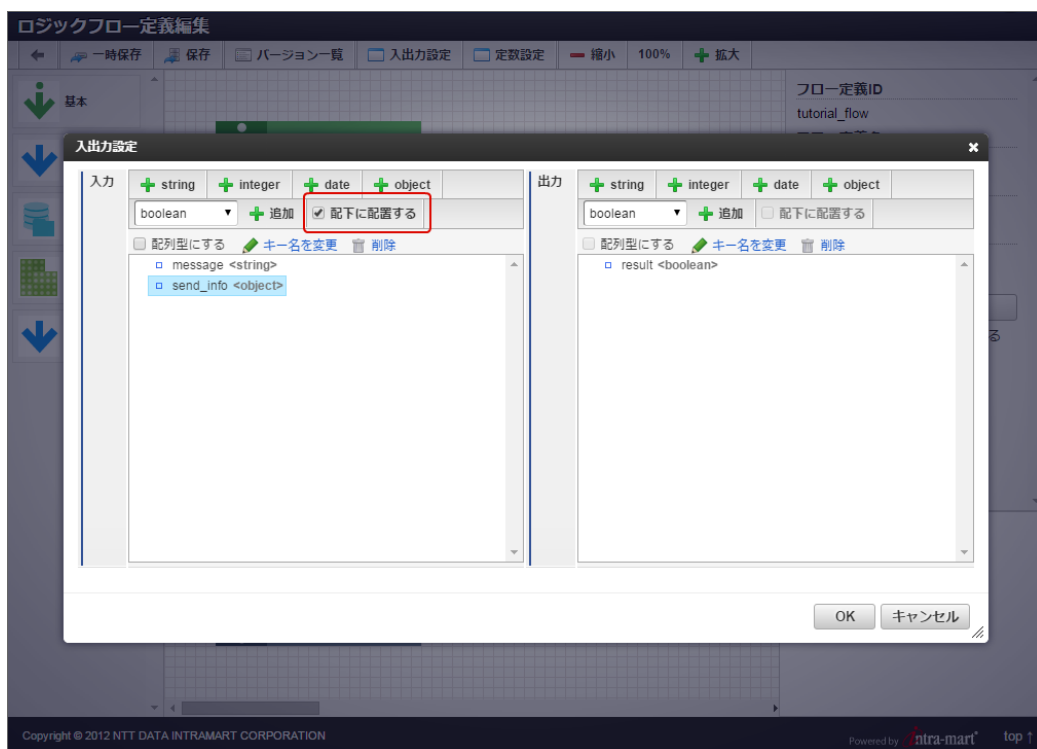 ロジックフロー定義編集
一時保存 保存 バージョン一覧 入出力設定 定数設定 縮小 100% 拡大
基本
フロー定義ID
tutorial_flow
入出力設定
入力
string integer date object
boolean 追加 配下に配置する
配列型にする キー名を変更 削除
message <string>
send_info <object>
出力
string integer date object
boolean 追加 配下に配置する
配列型にする キー名を変更 削除
result <boolean>
る
OK キャンセル
Copyright © 2012 NTT DATA INTRAMART CORPORATION
Powered by intra-mart
top ↑